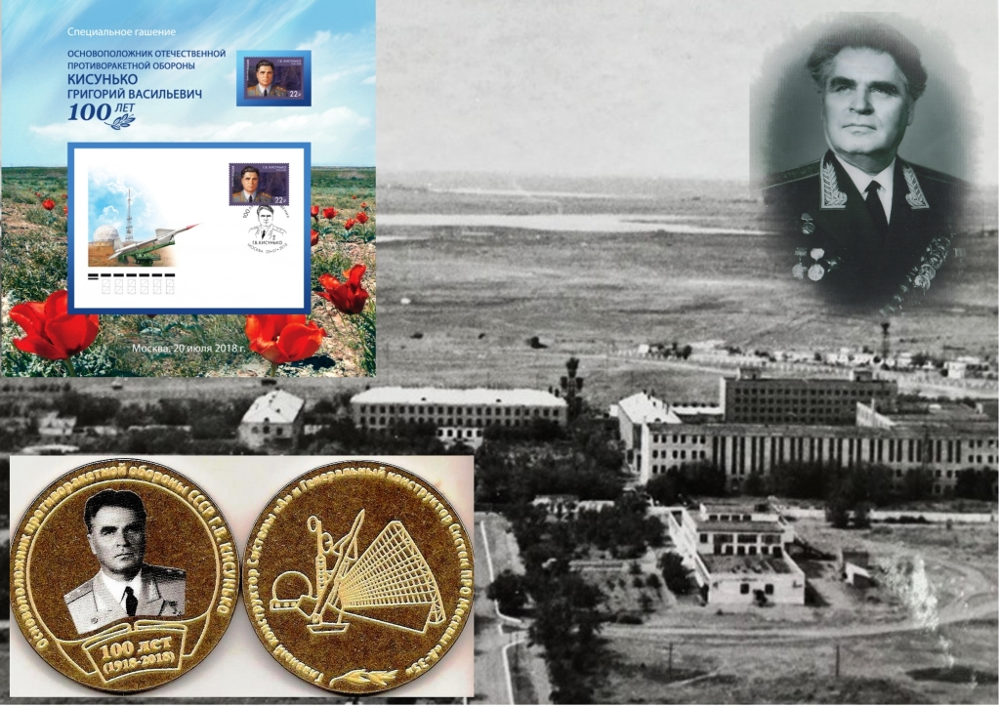 Специальное гашение
ОСНОВОПОЛОЖНИК ОТЕЧЕСТВЕННОЙ
ПРОТИВОРАКЕТНОЙ ОБОРОНЫ
КИСУНЬКО
ГРИГОРИЙ ВАСИЛЬЕВИЧ
100 ЛЕТ
Г.В. КИСУНЬКО
22₽
Г.В. КИСУНЬКО
22₽
Г.В. КИСУНЬКО
МОСКВА 20•07•2018
Москва, 20 июля 2018 г.
Основоположник противоракетной обороны СССР Г.В. КИСУНЬКО
100 лет
(1918-2018)
Главный конструктор Системы «А» и Генеральный конструктор Систем ПРО Москвы «А-35»